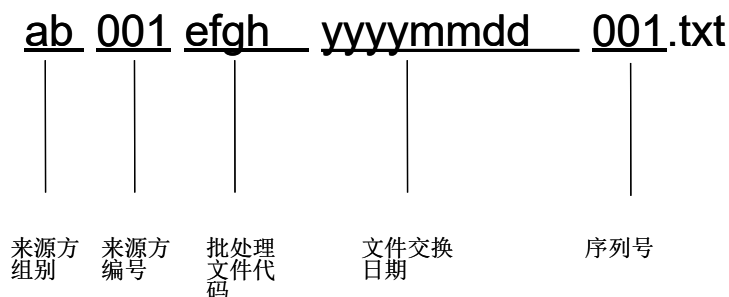 ab 001 efgh yyyymmdd 001.txt
来源方 来源方 批处理 文件交换 序列号
组别 编号 文件代 日期
码